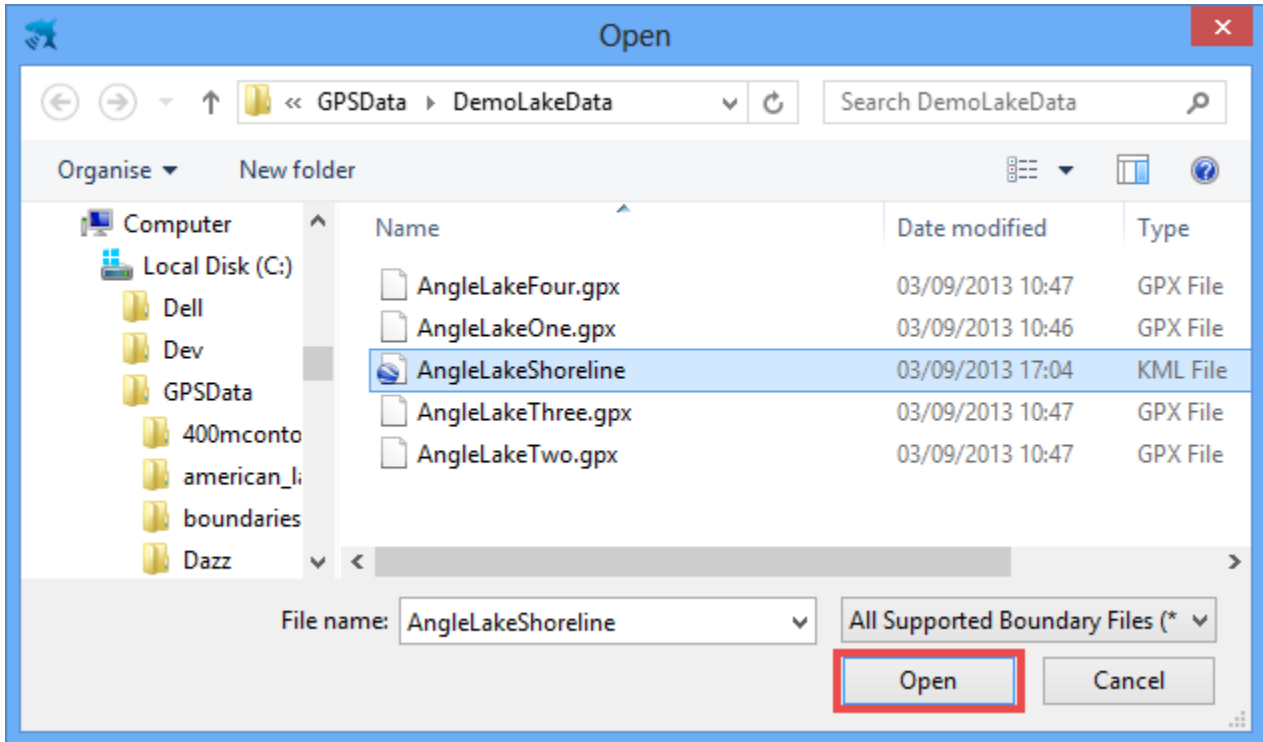 Open
« GPSData DemoLakeData
Search DemoLakeData
Organise
New folder
Computer
Local Disk (C:)
Dell
Dev
GPSData
400mconto
american_l
boundaries
Dazz
Name Date modified Type
AngleLakeFour.gpx 03/09/2013 10:47 GPX File
AngleLakeOne.gpx 03/09/2013 10:46 GPX File
AngleLakeShoreline 03/09/2013 17:04 KML File
AngleLakeThree.gpx 03/09/2013 10:47 GPX File
AngleLakeTwo.gpx 03/09/2013 10:47 GPX File
File name: AngleLakeShoreline
All Supported Boundary Files (*
Open Cancel